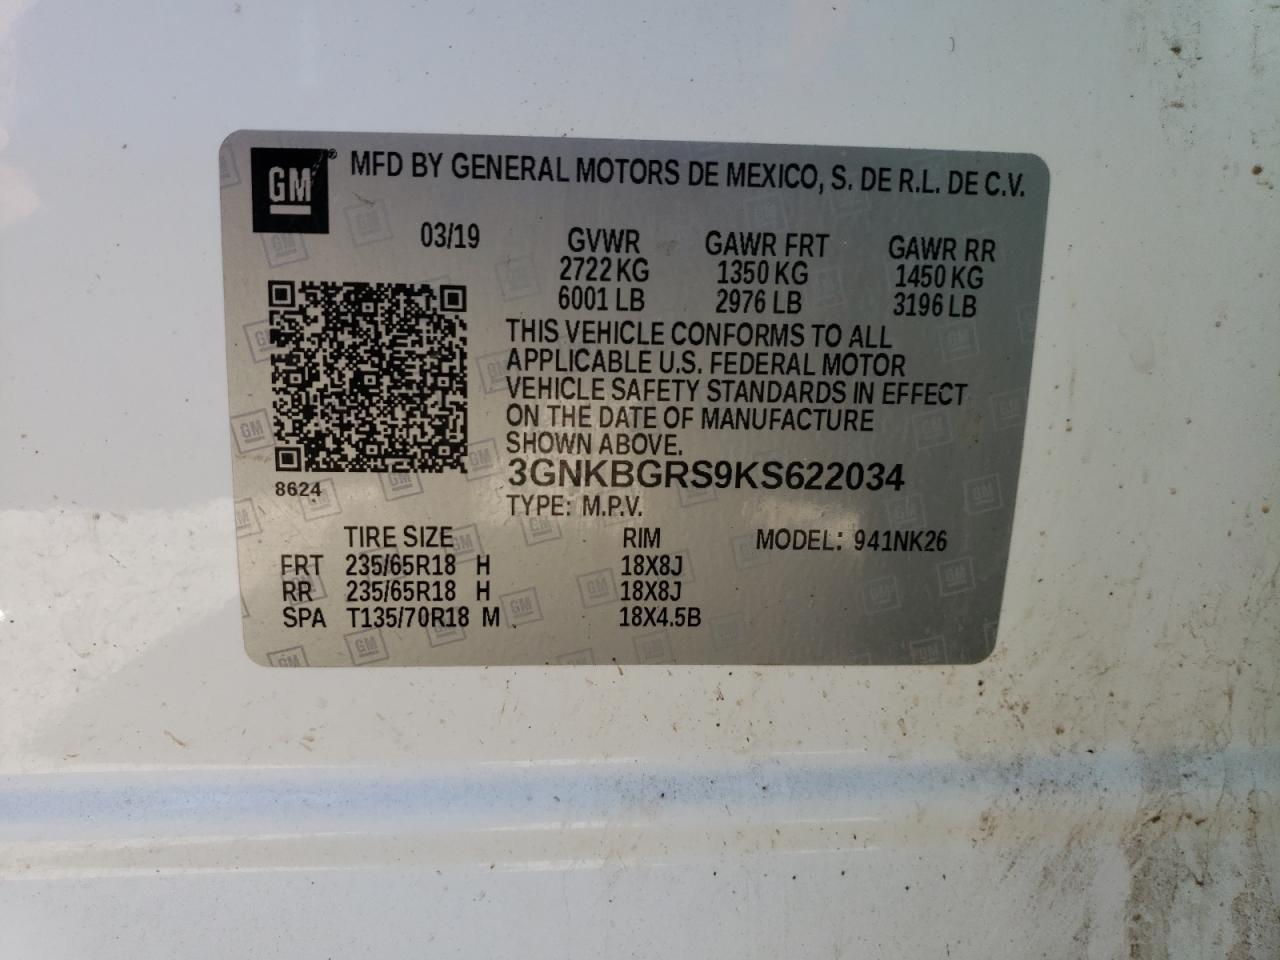 GM® MFD BY GENERAL MOTORS DE MEXICO, S. DE R.L. DE C.V.
03/19 GVWR GAWR FRT GAWR RR
2722 KG 1350 KG 1450 KG
6001 LB 2976 LB 3196 LB
THIS VEHICLE CONFORMS TO ALL
APPLICABLE U.S. FEDERAL MOTOR
VEHICLE SAFETY STANDARDS IN EFFECT
ON THE DATE OF MANUFACTURE
SHOWN ABOVE.
3GNKBGRS9KS622034
8624
TYPE: M.P.V.
TIRE SIZE RIM MODEL: 941NK26
FRT 235/65R18 H 18X8J
RR 235/65R18 H 18X8J
SPA T135/70R18 M 18X4.5B